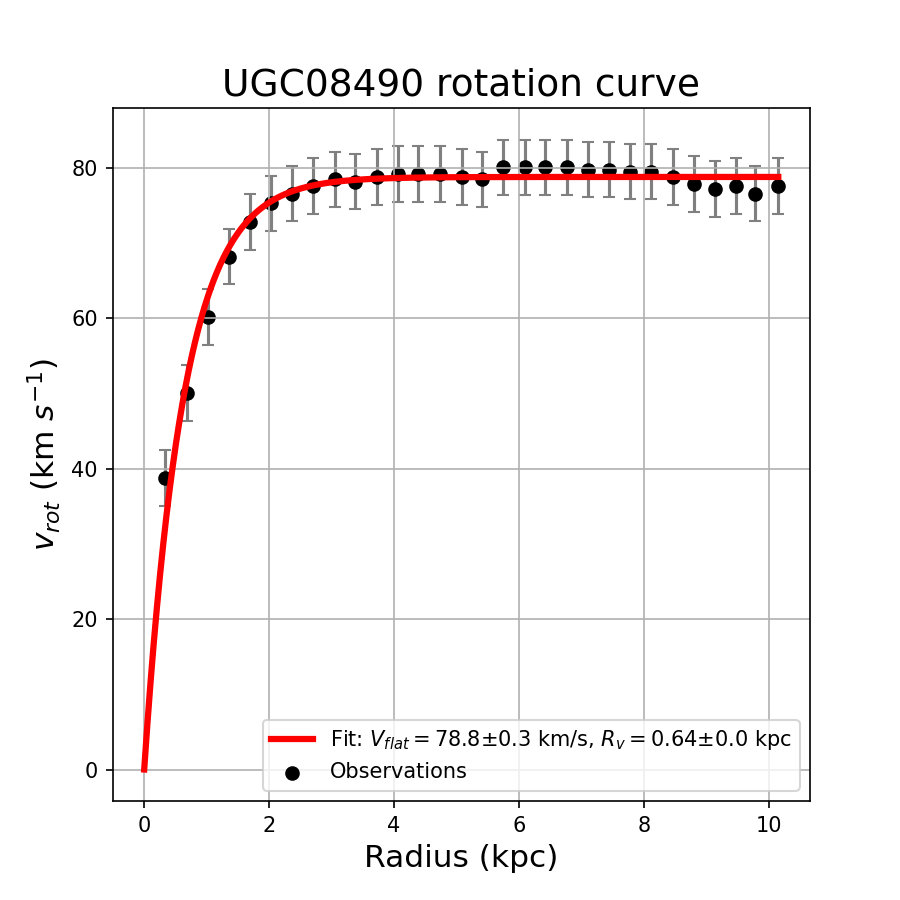 UGC08490 rotation curve
80
60
40
20
0
v_rot (km s⁻¹)
Fit: V_flat = 78.8±0.3 km/s, R_v = 0.64±0.0 kpc
Observations
0 2 4 6 8 10
Radius (kpc)